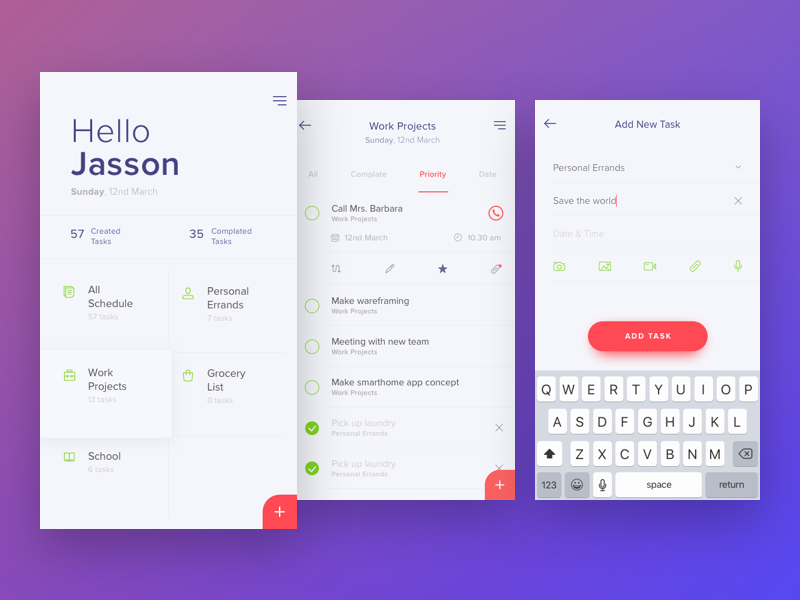 Hello
Jasson
Sunday, 12nd March
57 Created Tasks
35 Complated Tasks
All Schedule
57 tasks
Personal Errands
7 tasks
Work Projects
13 tasks
Grocery List
0 tasks
School
6 tasks
+
Work Projects
Sunday, 12nd March
All Complate Priority Date
Call Mrs. Barbara
Work Projects
12nd March 10.30 am
Make wareframing
Work Projects
Meeting with new team
Work Projects
Make smarthome app concept
Work Projects
Pick up laundry
Personal Errands
Pick up laundry
Personal Errands
+
Add New Task
Personal Errands
Save the world
Date & Time
ADD TASK
Q W E R T Y U I O P
A S D F G H J K L
Z X C V B N M
123 space return